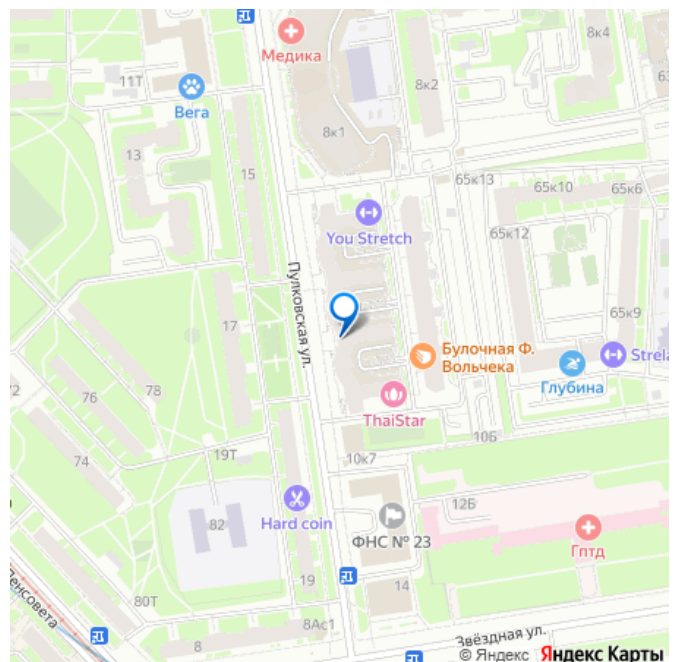 Медика
8к4
8к2
11Т
Вега
8к1
13
15
65к13
65к10
65к6
You Stretch
65к12
Пулковская ул.
65к9
17
Булочная Ф.
Вольчека
Глубина
78
76
ThaiStar
74
19Т
10Б
10к7
82
Hard coin
12Б
ФНС № 23
Гптд
19
14
80Т
8Ас1
8
Звёздная ул.
© Яндекс Яндекс Карты